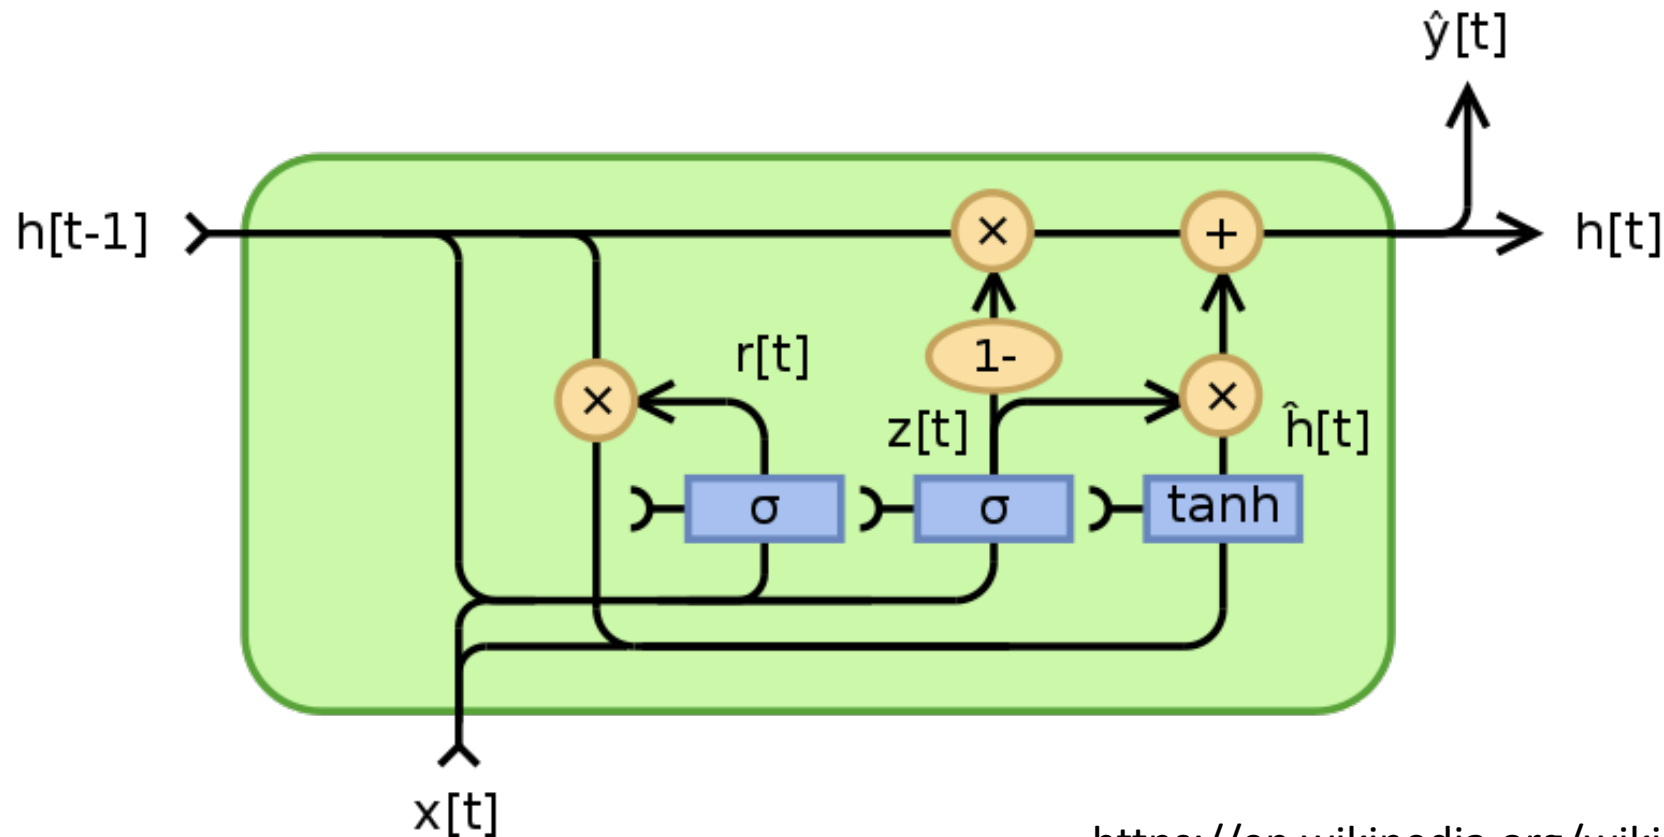 ŷ[t]
h[t-1]
×
+
h[t]
r[t]
1-
×
×
z[t]
ĥ[t]
σ
σ
tanh
x[t]